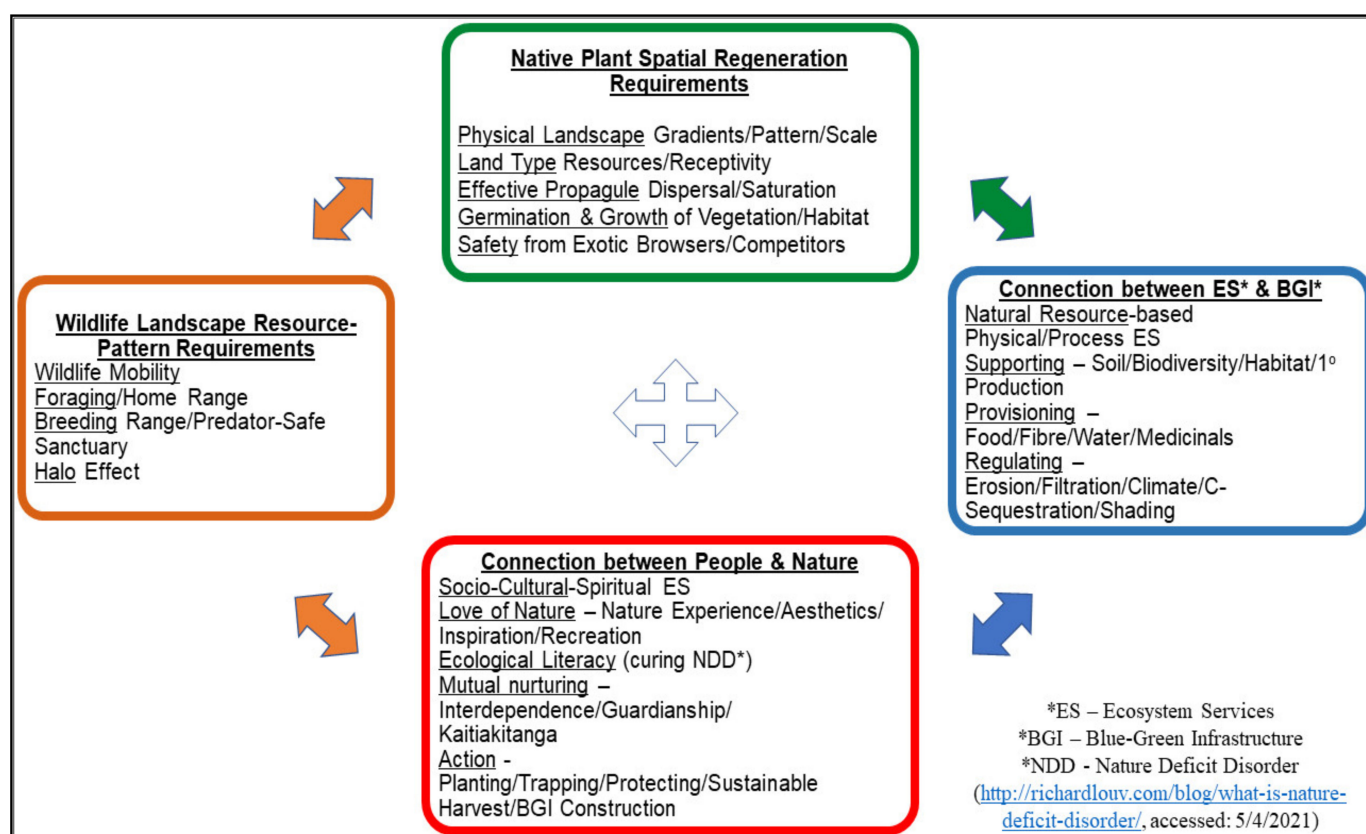 Native Plant Spatial Regeneration
Requirements
Physical Landscape Gradients/Pattern/Scale
Land Type Resources/Receptivity
Effective Propagule Dispersal/Saturation
Germination & Growth of Vegetation/Habitat
Safety from Exotic Browsers/Competitors
Wildlife Landscape Resource-
Pattern Requirements
Wildlife Mobility
Foraging/Home Range
Breeding Range/Predator-Safe
Sanctuary
Halo Effect
Connection between ES* & BGI*
Natural Resource-based
Physical/Process ES
Supporting – Soil/Biodiversity/Habitat/1º
Production
Provisioning –
Food/Fibre/Water/Medicinals
Regulating –
Erosion/Filtration/Climate/C-
Sequestration/Shading
Connection between People & Nature
Socio-Cultural-Spiritual ES
Love of Nature – Nature Experience/Aesthetics/
Inspiration/Recreation
Ecological Literacy (curing NDD*)
Mutual nurturing –
Interdependence/Guardianship/
Kaitiakitanga
Action -
Planting/Trapping/Protecting/Sustainable
Harvest/BGI Construction
*ES – Ecosystem Services
*BGI – Blue-Green Infrastructure
*NDD - Nature Deficit Disorder
(http://richardlouv.com/blog/what-is-nature-
deficit-disorder/, accessed: 5/4/2021)